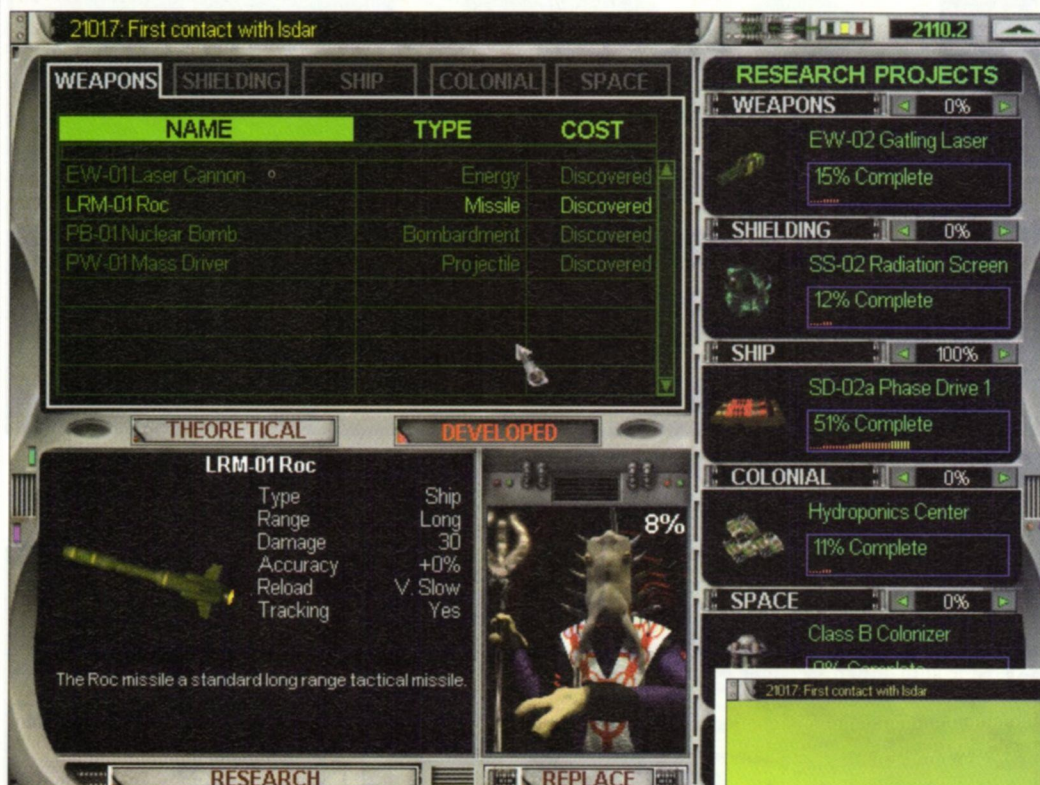 21017: First contact with Isdar
2110.2
WEAPONS SHIELDING SHIP COLONIAL SPACE
NAME TYPE COST
EW-01 Laser Cannon Energy Discovered
LRM-01 Roc Missile Discovered
PB-01 Nuclear Bomb Bombardment Discovered
PW-01 Mass Driver Projectile Discovered
THEORETICAL DEVELOPED
LRM-01 Roc
Type Ship
Range Long
Damage 30
Accuracy +0%
Reload V. Slow
Tracking Yes
The Roc missile a standard long range tactical missile.
8%
RESEARCH REPLACE
RESEARCH PROJECTS
WEAPONS 0%
EW-02 Gatling Laser
15% Complete
SHIELDING 0%
SS-02 Radiation Screen
12% Complete
SHIP 100%
SD-02a Phase Drive 1
51% Complete
COLONIAL 0%
Hydroponics Center
11% Complete
SPACE 0%
Class B Colonizer
Complete
21017: First contact with Isdar